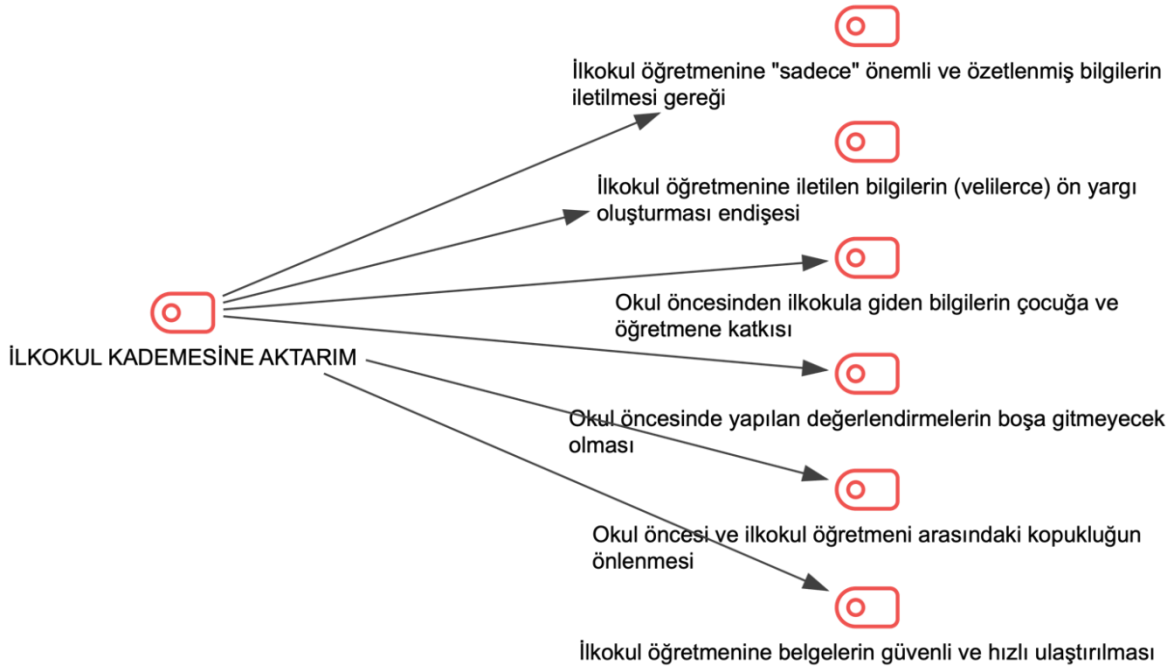 İlkokul öğretmenine "sadece" önemli ve özetlenmiş bilgilerin
iletilmesi gereği
İlkokul öğretmenine iletilen bilgilerin (velilerce) ön yargı
oluşturması endişesi
Okul öncesinden ilkokula giden bilgilerin çocuğa ve
öğretmene katkısı
İLKOKUL KADEMESİNE AKTARIM
Okul öncesinde yapılan değerlendirmelerin boşa gitmeyecek
olması
Okul öncesi ve ilkokul öğretmeni arasındaki kopukluğun
önlenmesi
İlkokul öğretmenine belgelerin güvenli ve hızlı ulaştırılması